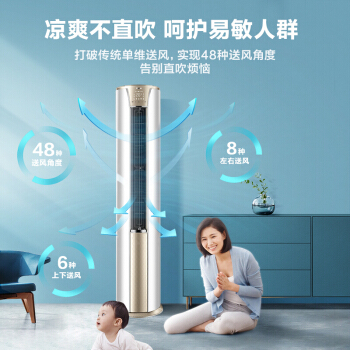 凉爽不直吹 呵护易敏人群
打破传统单维送风，实现48种送风角度
告别直吹烦恼
48种
送风角度
8种
左右送风
6种
上下送风